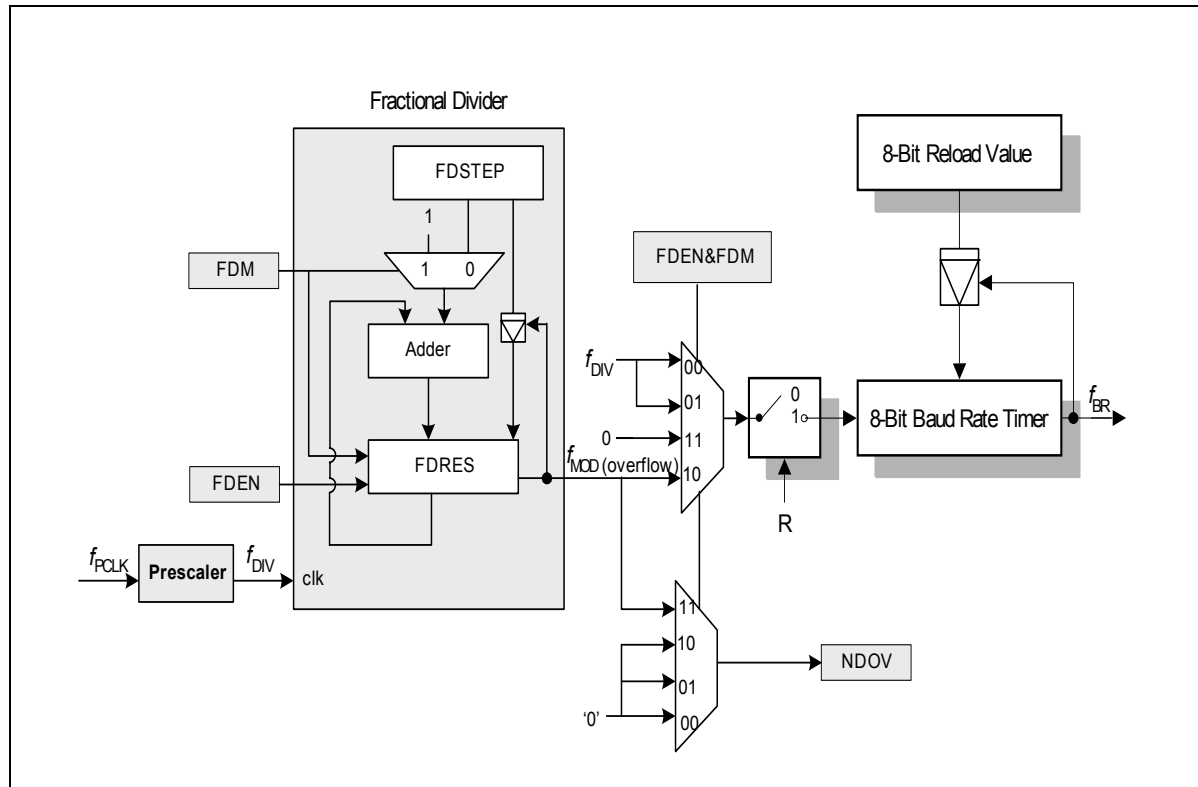 Fractional Divider
FDSTEP
1
FDM
1 0
Adder
FDRES
FDEN
fPCLK
Prescaler
fDIV
clk
8-Bit Reload Value
FDEN&FDM
fDIV
00
01
0
11
fMOD (overflow)
10
0
1
R
8-Bit Baud Rate Timer
fBR
11
10
01
‘0’
00
NDOV